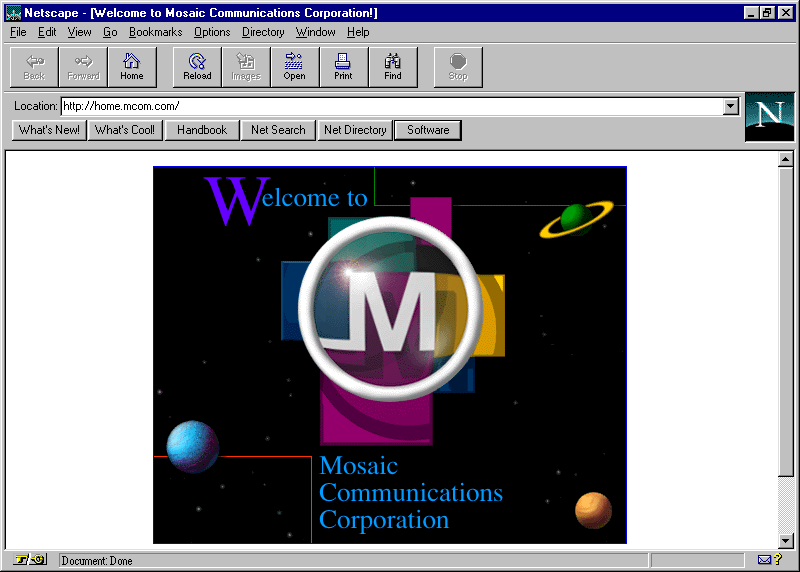 Netscape - [Welcome to Mosaic Communications Corporation!]
File Edit View Go Bookmarks Options Directory Window Help
Back Forward Home Reload Images Open Print Find Stop
Location: http://home.mcom.com/
N
What's New! What's Cool! Handbook Net Search Net Directory Software
Welcome to
M
Mosaic
Communications
Corporation
Document: Done
?